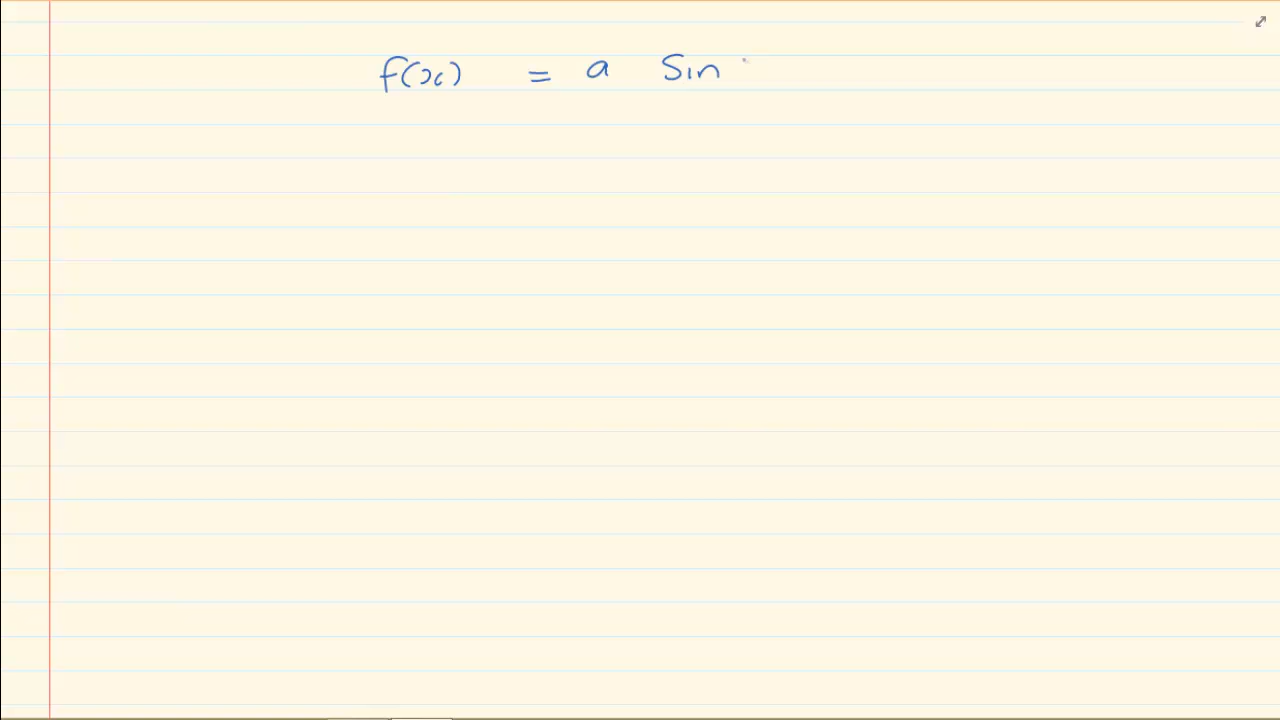 f(x) = a Sin